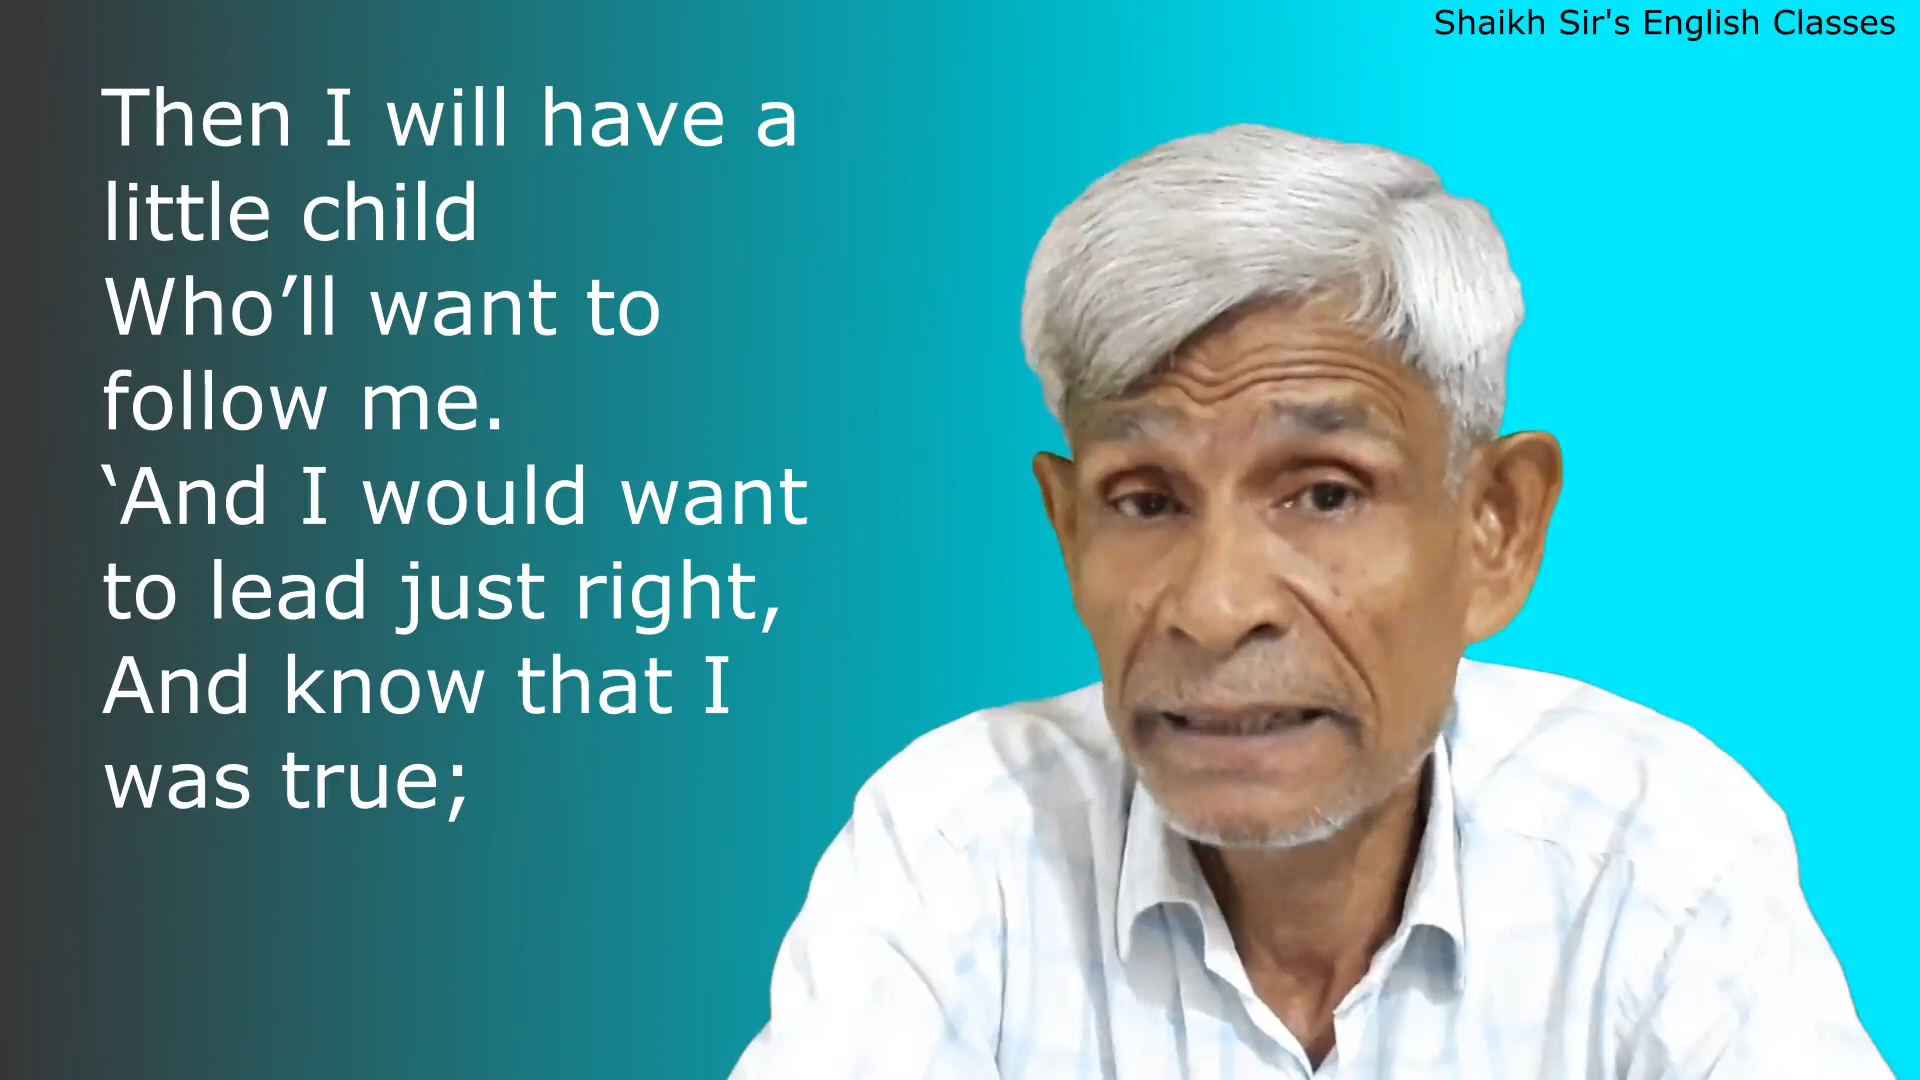 Shaikh Sir's English Classes
Then I will have a
little child
Who’ll want to
follow me.
‘And I would want
to lead just right,
And know that I
was true;